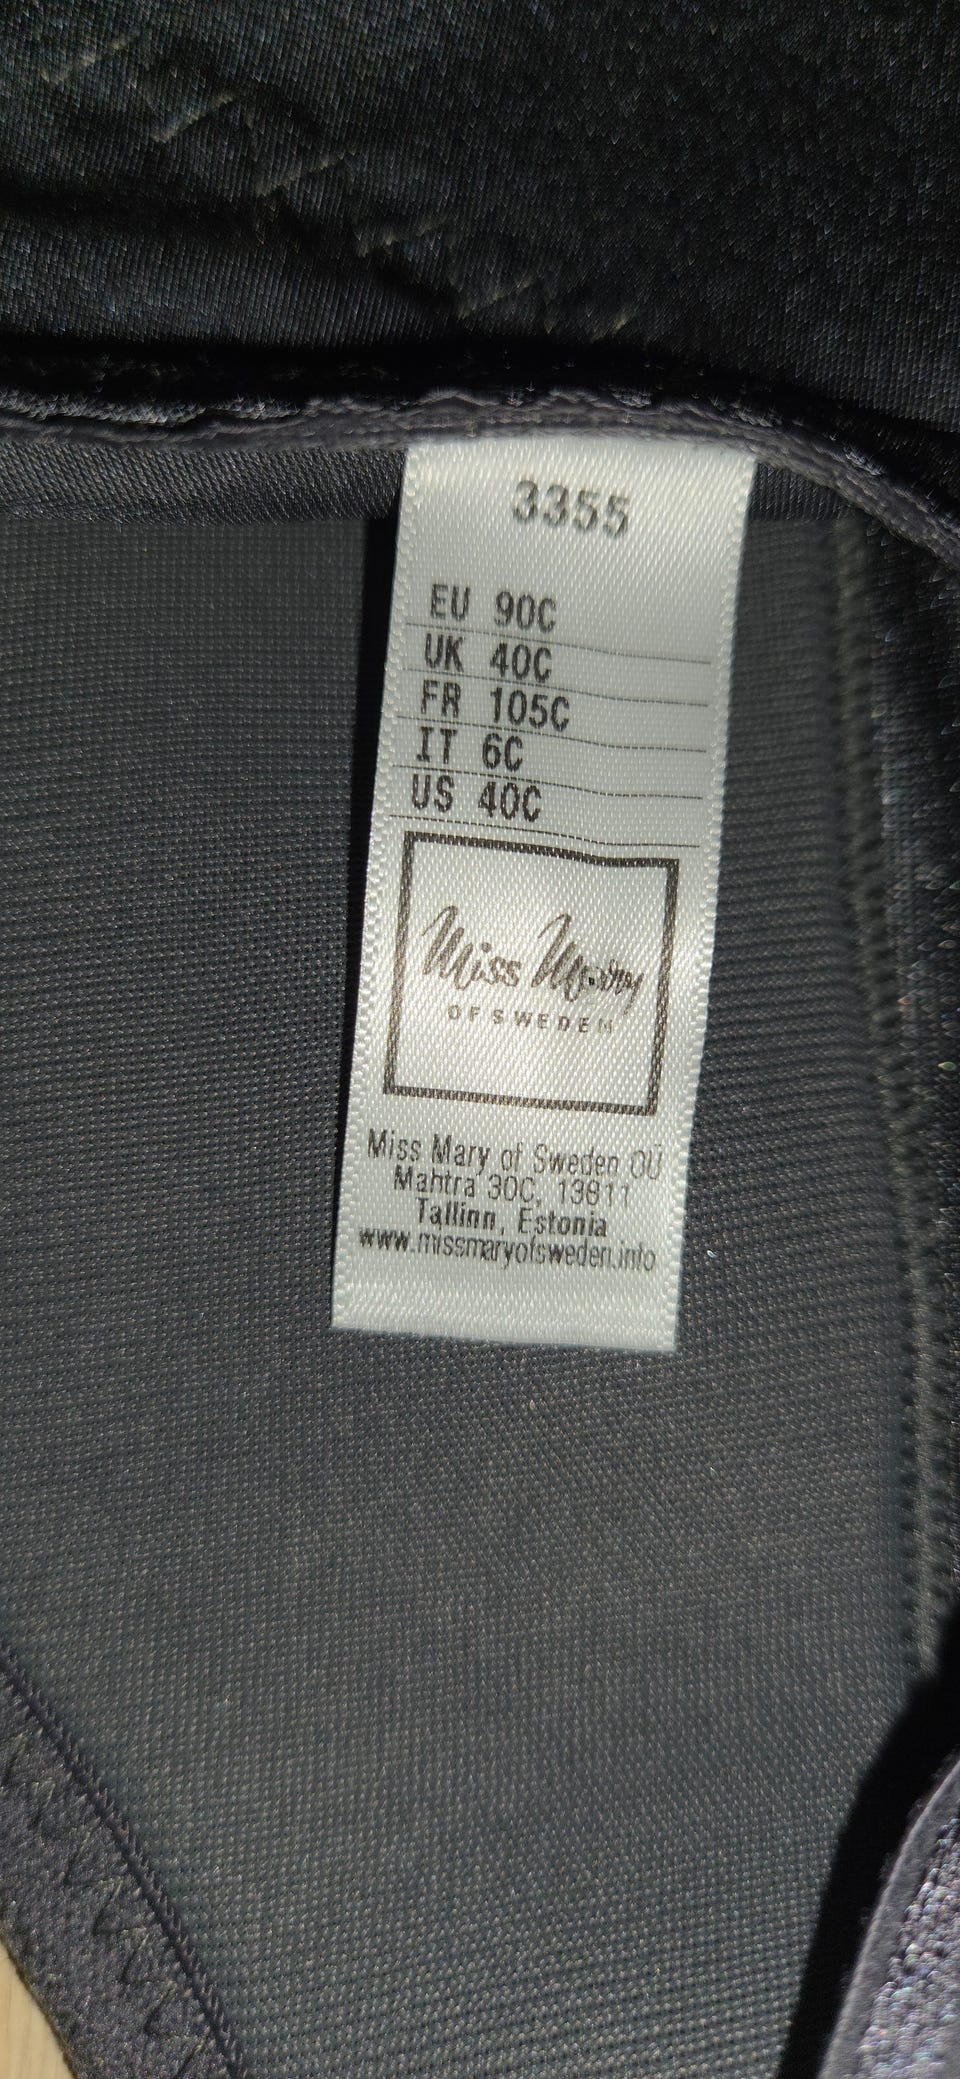 3355
EU 90C
UK 40C
FR 105C
IT 6C
US 40C
Miss Mary
OF SWEDEN
Miss Mary of Sweden OÜ
Mahtra 30C, 13811
Tallinn, Estonia
www.missmaryofsweden.info